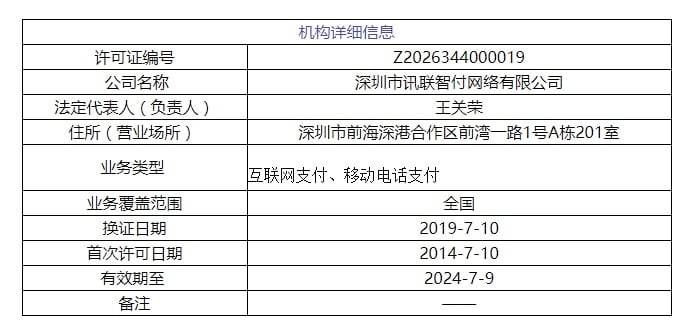 机构详细信息
许可证编号 Z2026344000019
公司名称 深圳市讯联智付网络有限公司
法定代表人（负责人） 王关荣
住所（营业场所） 深圳市前海深港合作区前湾一路1号A栋201室
业务类型 互联网支付、移动电话支付
业务覆盖范围 全国
换证日期 2019-7-10
首次许可日期 2014-7-10
有效期至 2024-7-9
备注 ——